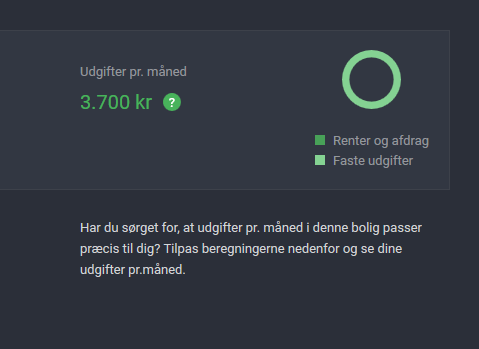 Udgifter pr. måned
3.700 kr ?
Renter og afdrag
Faste udgifter
Har du sørget for, at udgifter pr. måned i denne bolig passer
præcis til dig? Tilpas beregningerne nedenfor og se dine
udgifter pr.måned.